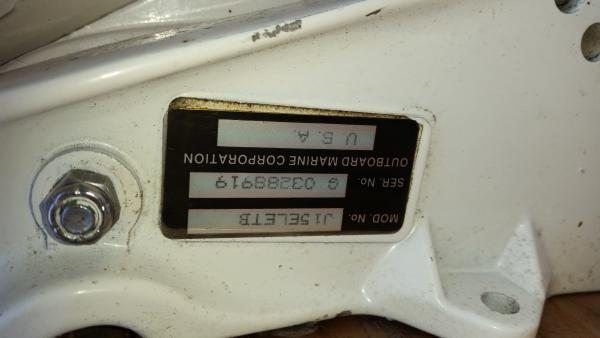 MOD. No. J15ELETB
SER. No. G 03288919
OUTBOARD MARINE CORPORATION
U. S. A.